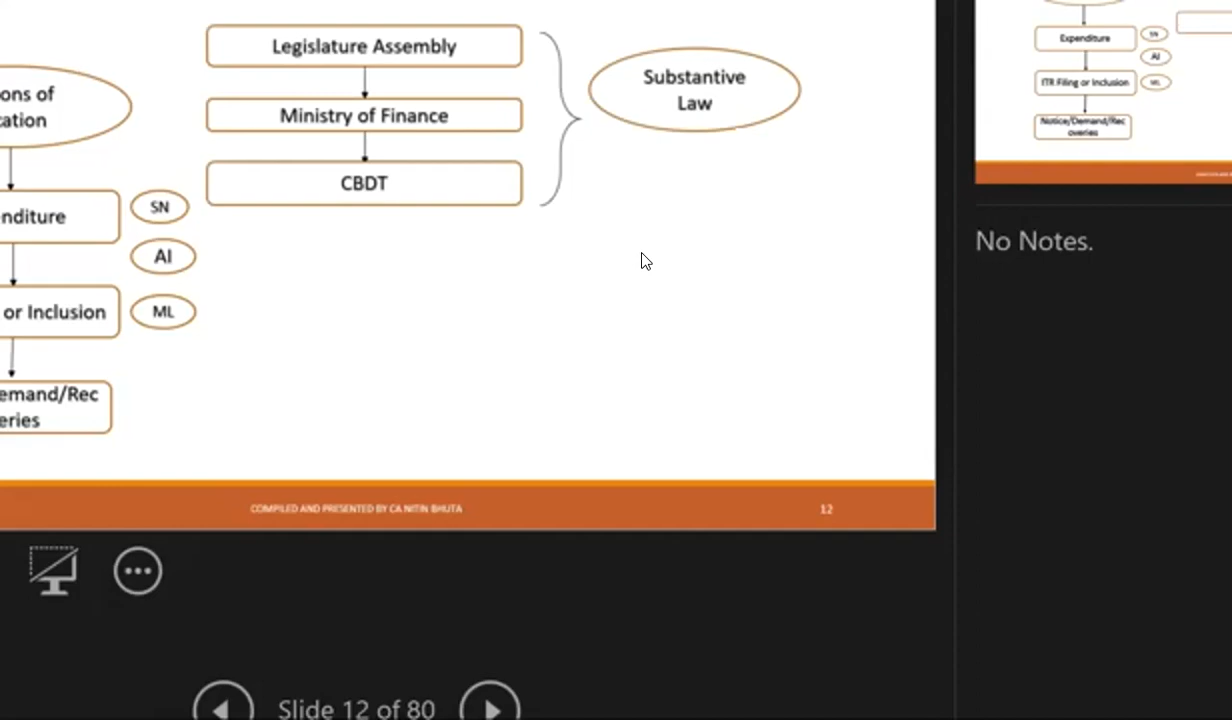 Legislature Assembly
Ministry of Finance
CBDT
Substantive
Law
ons of
ation
nditure
or Inclusion
emand/Rec
eries
SN
AI
ML
COMPILED AND PRESENTED BY CA NITIN BHUTA
12
Slide 12 of 80
Expenditure
SN
AI
ITR Filing or Inclusion
ML
Notice/Demand/Rec
overies
No Notes.